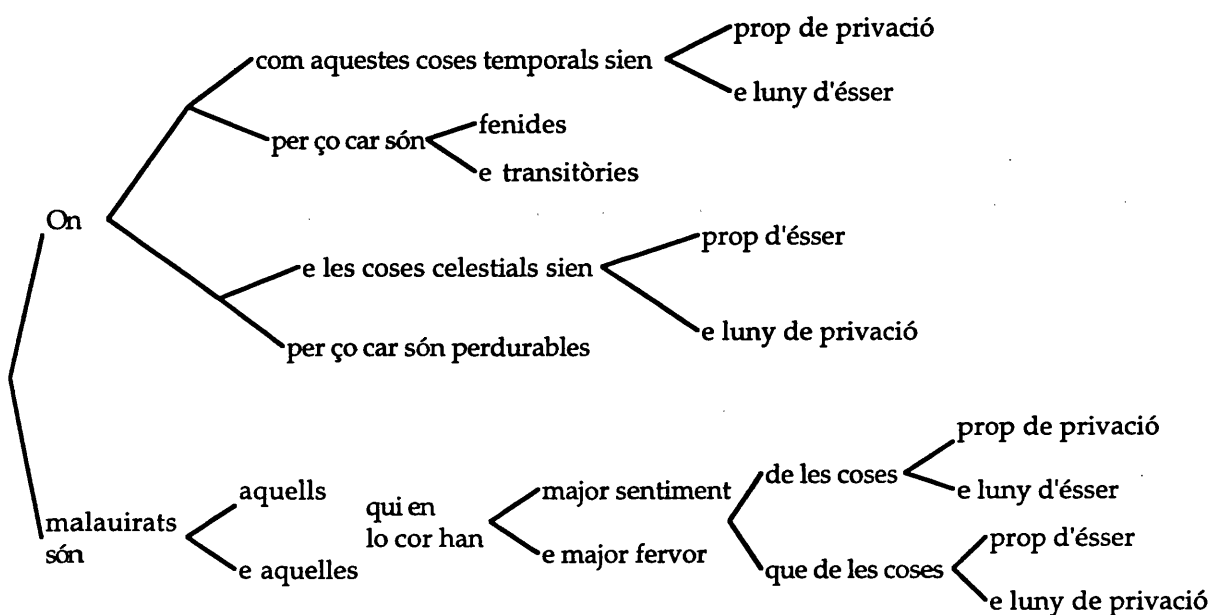 On
com aquestes coses temporals sien
prop de privació
e luny d'ésser
per ço car són
fenides
e transitòries
e les coses celestials sien
prop d'ésser
e luny de privació
per ço car són perdurables
malauirats
són
aquells
e aquelles
qui en
lo cor han
major sentiment
e major fervor
de les coses
prop de privació
e luny d'ésser
que de les coses
prop d'ésser
e luny de privació